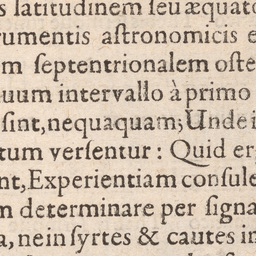 s latitudinem ſeu æquato
rumentis aſtronomicis e
m ſeptentrionalem oſte
uum intervallo à primo
ſint, nequaquam; Unde i
tum verſentur : Quid er
nt, Experientiam conſule
m determinare per ſigna
a, ne in ſyrtes & cautes in